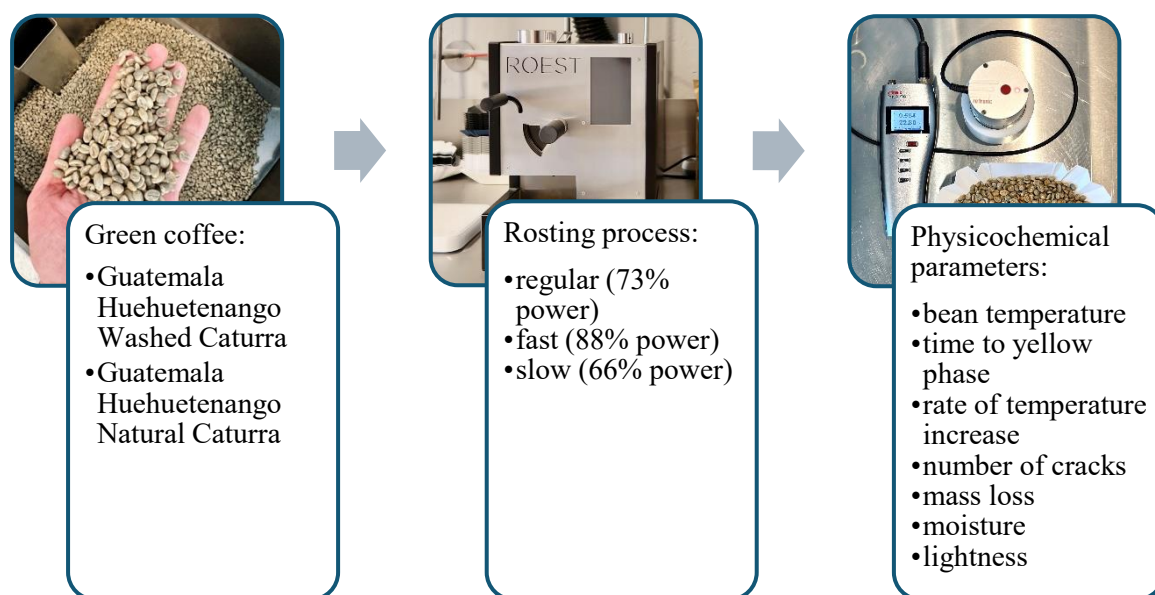 ROEST
Green coffee:
•Guatemala
Huehuetenango
Washed Caturra
•Guatemala
Huehuetenango
Natural Caturra
Rosting process:
•regular (73%
power)
•fast (88% power)
•slow (66% power)
Physicochemical
parameters:
•bean temperature
•time to yellow
phase
•rate of temperature
increase
•number of cracks
•mass loss
•moisture
•lightness